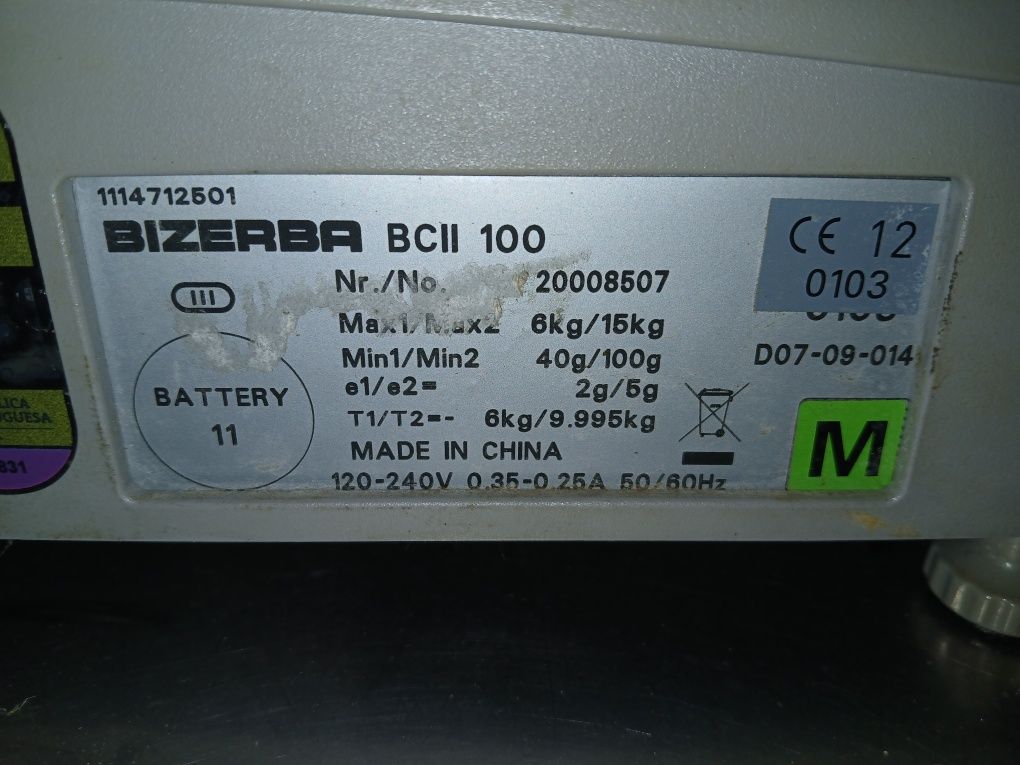 1114712501
BIZERBA BCII 100
CE 12
0103
Nr./No. 20008507
III
Max1/Max2 6kg/15kg
Min1/Min2 40g/100g
D07-09-014
e1/e2= 2g/5g
BATTERY
11
T1/T2=- 6kg/9.995kg
M
MADE IN CHINA
120-240V 0.35-0.25A 50/60Hz
831